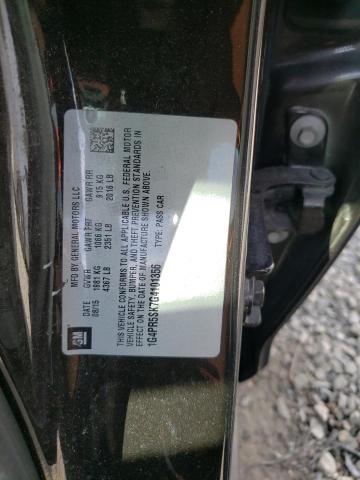 GM
MFD BY GENERAL MOTORS LLC
08/15 GVWR GAWR FRT GAWR RR
1981 KG 1066 KG 915 KG
4367 LB 2351 LB 2016 LB
THIS VEHICLE CONFORMS TO ALL APPLICABLE U.S. FEDERAL MOTOR
VEHICLE SAFETY, BUMPER, AND THEFT PREVENTION STANDARDS IN
EFFECT ON THE DATE OF MANUFACTURE SHOWN ABOVE.
1G4PR5SK7G4101356 TYPE: PASS CAR